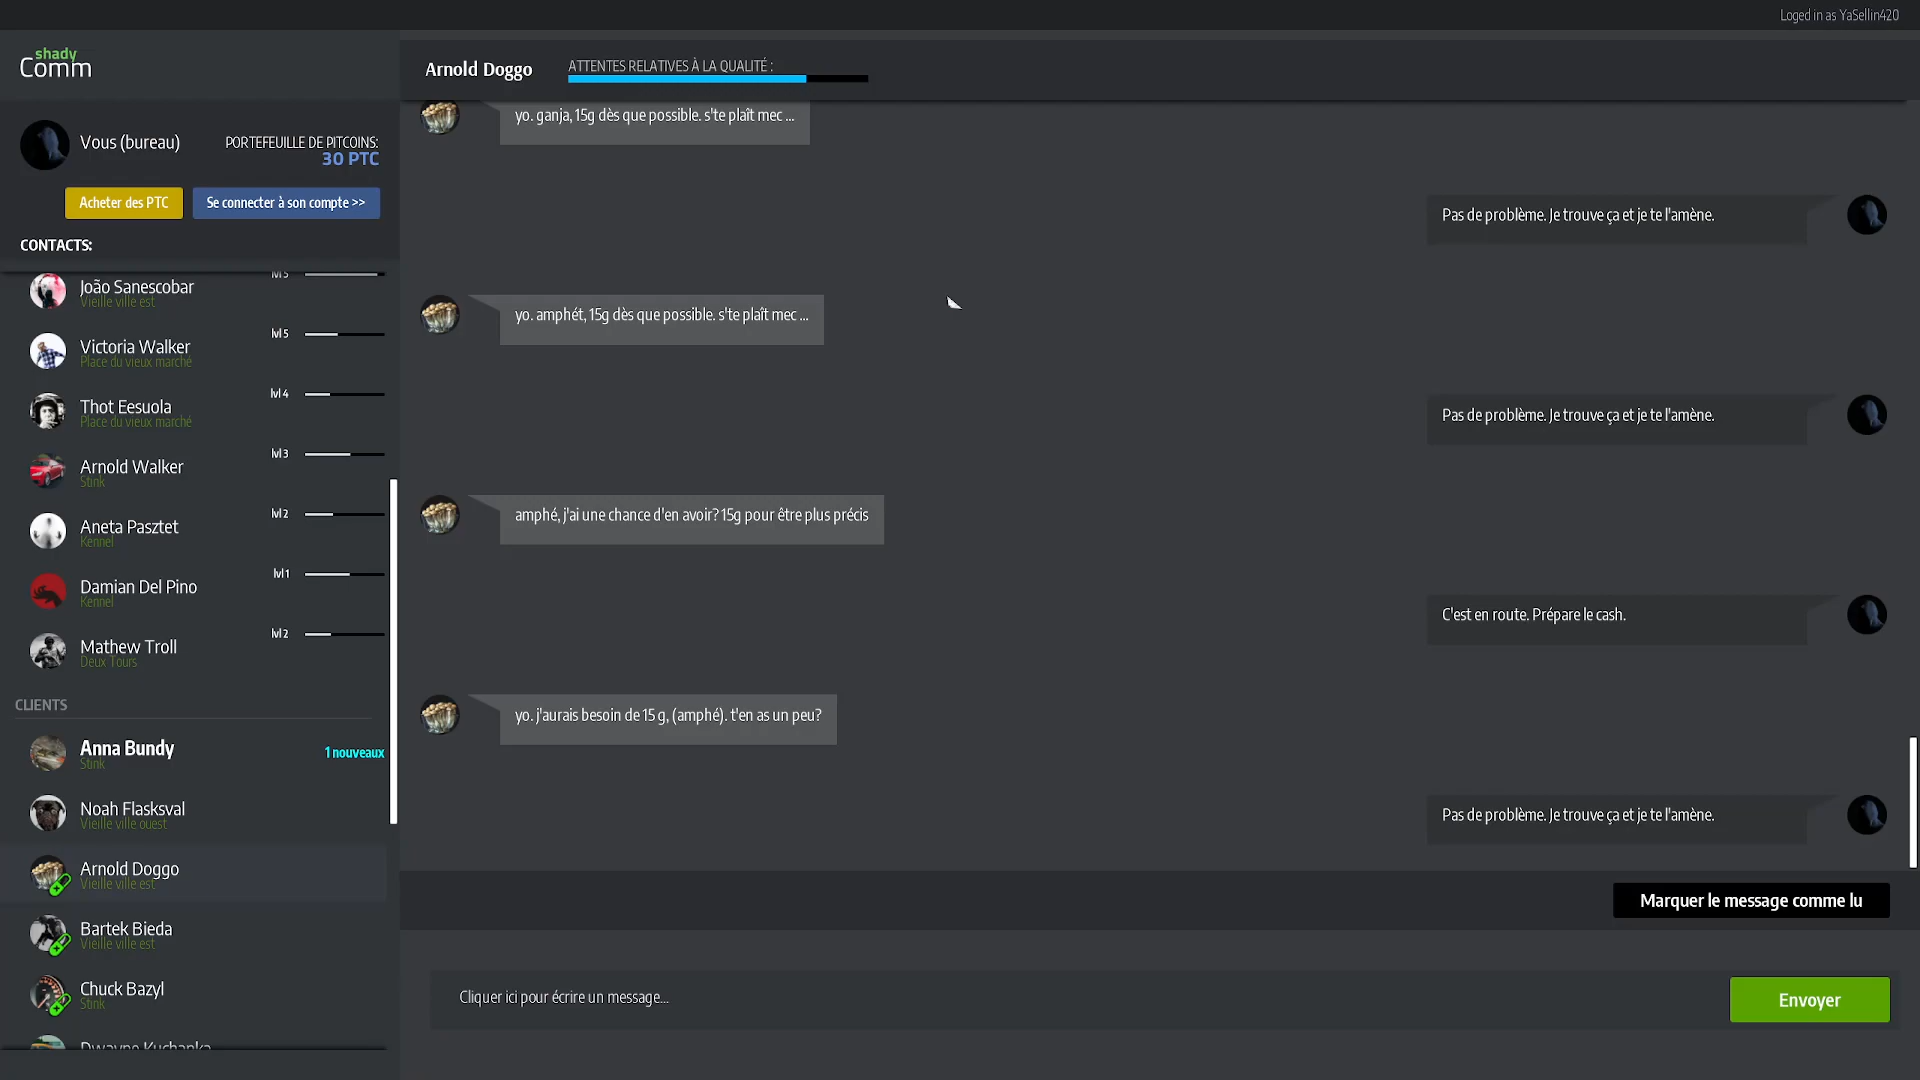 Loged in as YaSellin420
shady
Comm
Vous (bureau)
PORTEFEUILLE DE PITCOINS:
30 PTC
Acheter des PTC
Se connecter à son compte >>
CONTACTS:
João Sanescobar
Vieille ville est
lvl 5
Victoria Walker
Place du vieux marché
lvl 4
Thot Eesuola
Place du vieux marché
lvl 3
Arnold Walker
Stink
lvl 2
Aneta Pasztet
Kennel
lvl 1
Damian Del Pino
Kennel
lvl 2
Mathew Troll
Deux Tours
CLIENTS
Anna Bundy
Stink
1 nouveaux
Noah Flasksval
Vieille ville ouest
Arnold Doggo
Vieille ville est
Bartek Bieda
Vieille ville est
Chuck Bazyl
Stink
Dwayne Kuchanka
Arnold Doggo
ATTENTES RELATIVES À LA QUALITÉ :
yo. ganja, 15g dès que possible. s'te plaît mec ...
Pas de problème. Je trouve ça et je te l'amène.
yo. amphét, 15g dès que possible. s'te plaît mec ...
Pas de problème. Je trouve ça et je te l'amène.
amphé, j'ai une chance d'en avoir? 15g pour être plus précis
C'est en route. Prépare le cash.
yo. j'aurais besoin de 15 g, (amphé). t'en as un peu?
Pas de problème. Je trouve ça et je te l'amène.
Marquer le message comme lu
Cliquer ici pour écrire un message...
Envoyer